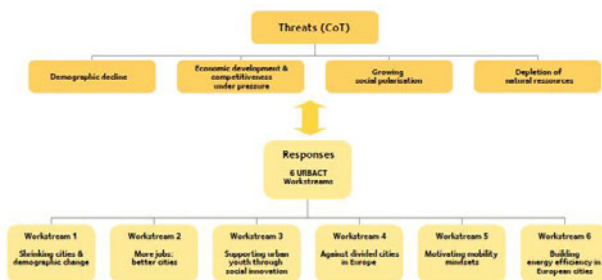 Threats (CoT)
Demographic decline
Economic development &
competitiveness
under pressure
Growing
social polarisation
Depletion of
natural ressources
Responses
6 URBACT
Workstreams
Workstream 1
Shrinking cities &
demographic change
Workstream 2
More jobs:
better cities
Workstream 3
Supporting urban
youth through
social innovation
Workstream 4
Against divided cities
in Europe
Workstream 5
Motivating mobility
mindsets
Workstream 6
Building
energy efficiency in
European cities